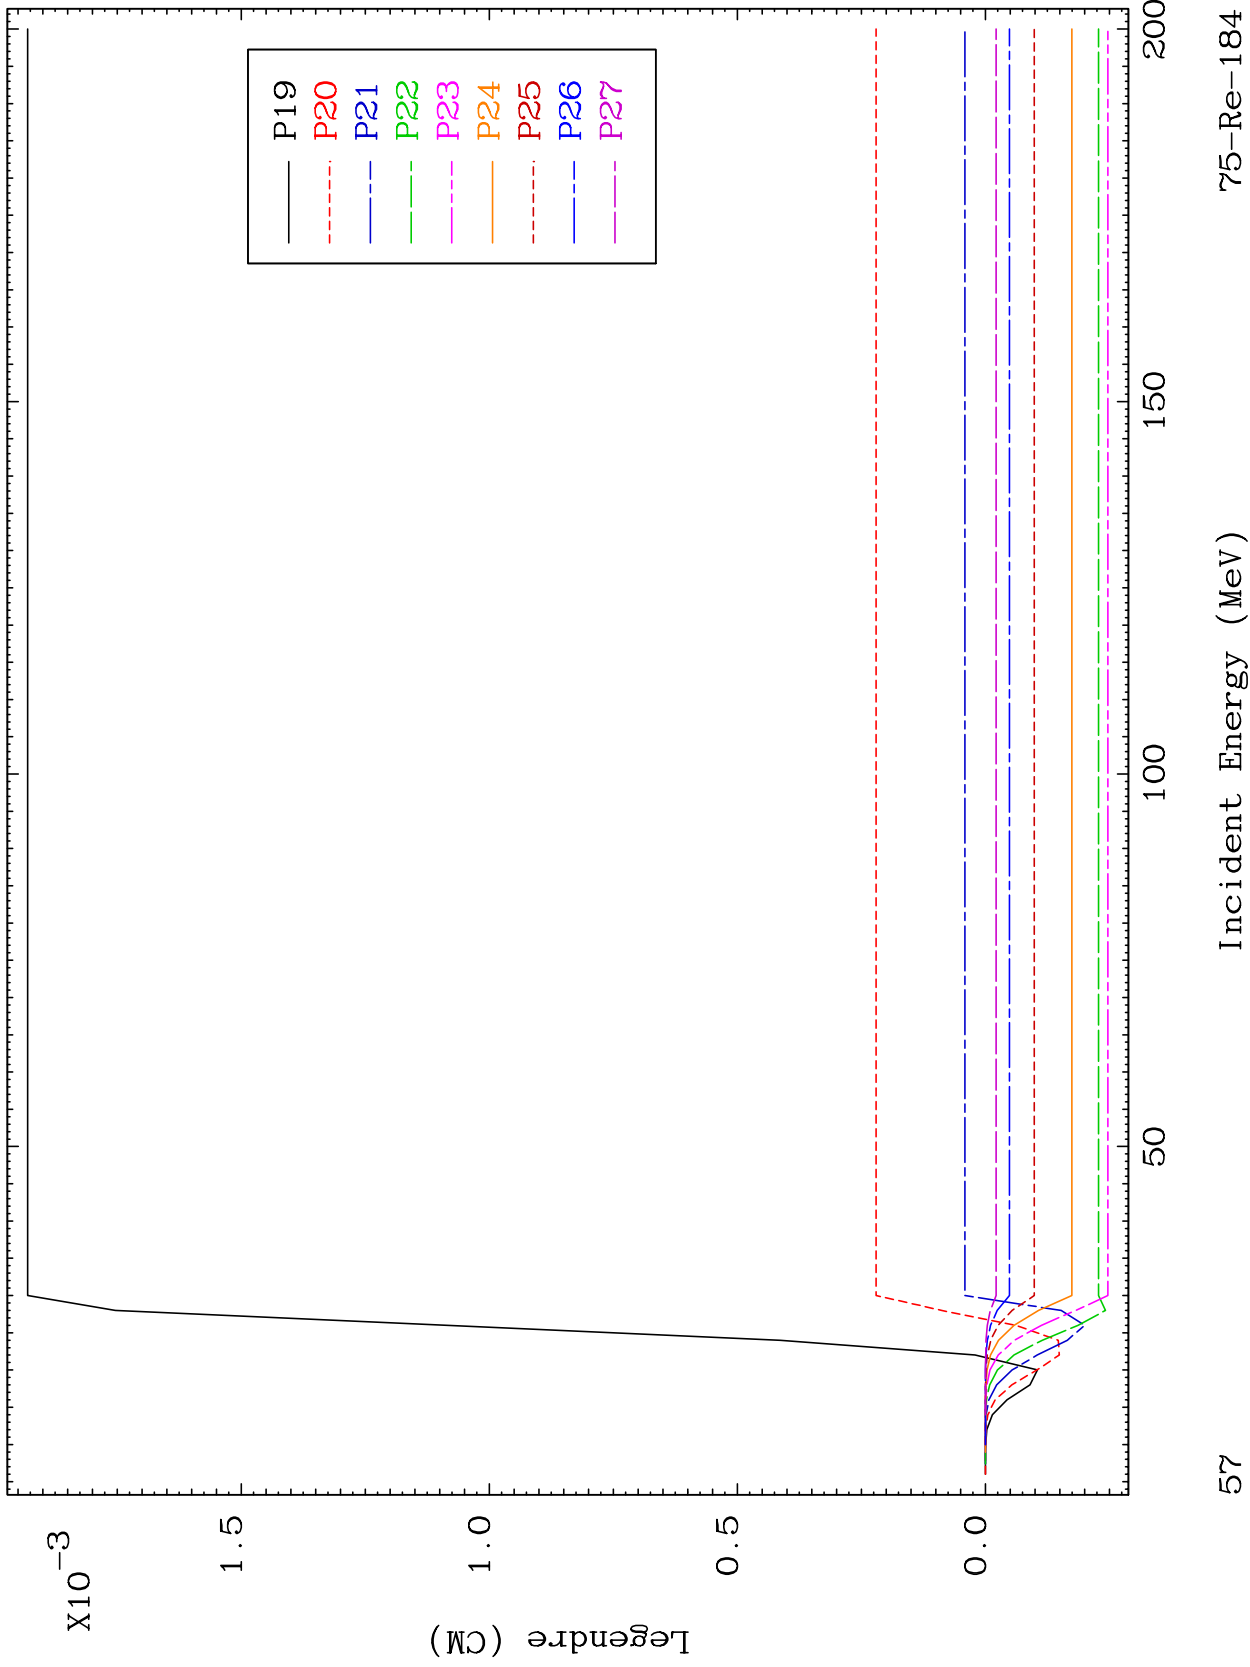 X10-3
Legendre (CM)
1.5
1.0
0.5
0.0
50
100
150
200
P19
P20
P21
P22
P23
P24
P25
P26
P27
Incident Energy (MeV)
57
75-Re-184